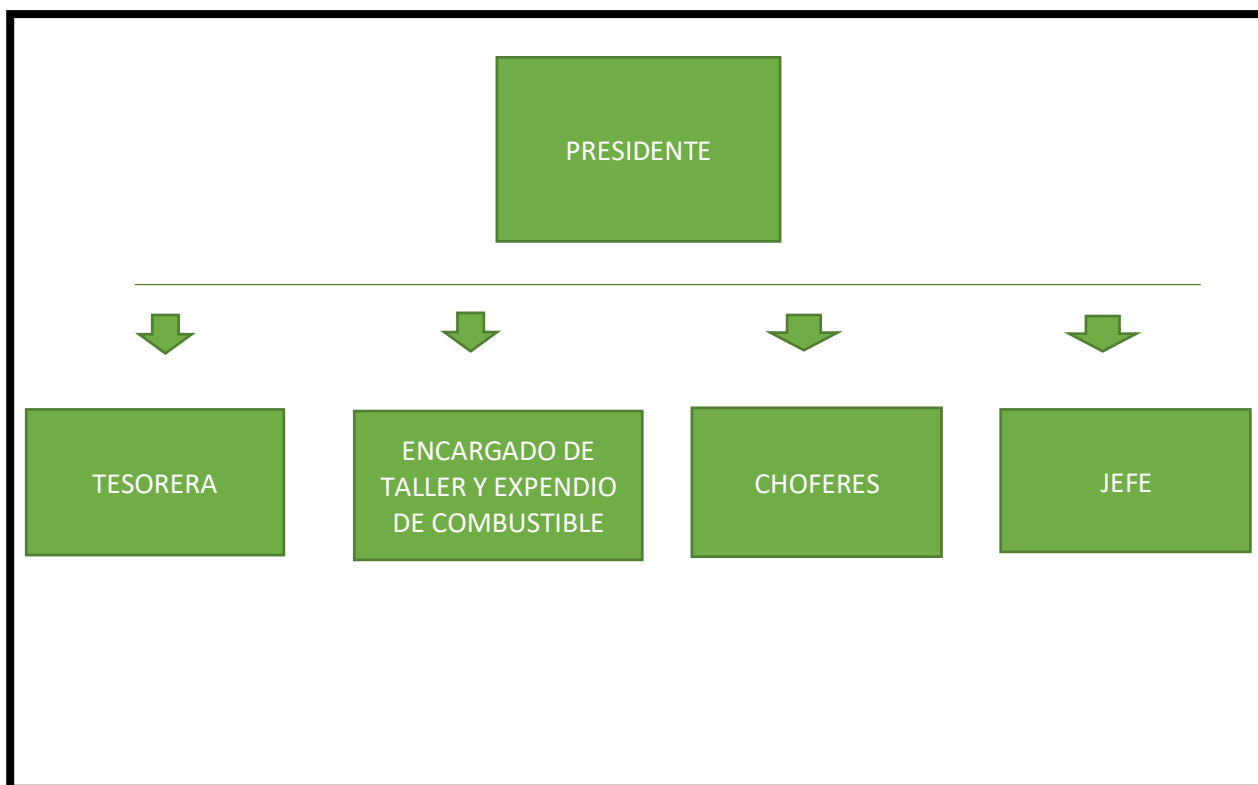 PRESIDENTE
TESORERA
ENCARGADO DE
TALLER Y EXPENDIO
DE COMBUSTIBLE
CHOFERES
JEFE